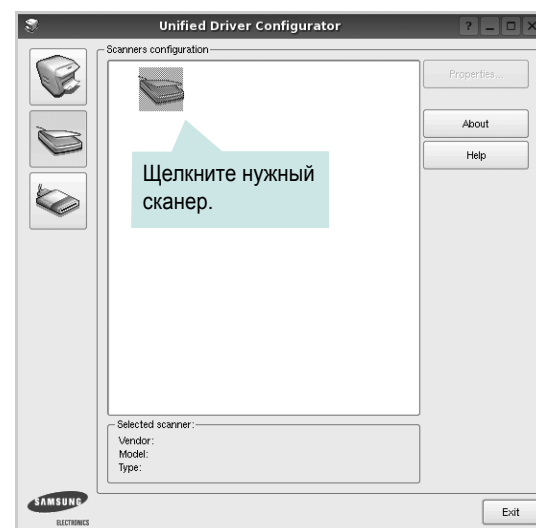 Unified Driver Configurator
Scanners configuration
Properties...
About
Help
Щелкните нужный
сканер.
Selected scanner:
Vendor:
Model:
Type:
SAMSUNG
ELECTRONICS
Exit